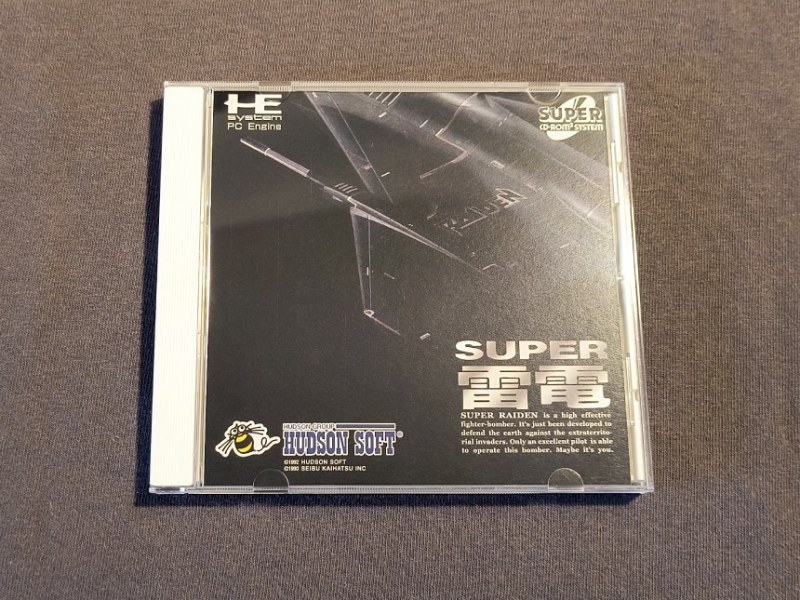 HE
system
PC Engine
SUPER
CD-ROM² SYSTEM
RAIDEN
SUPER
雷電
SUPER RAIDEN is a high effective
fighter-bomber. It's just been developed to
defend the earth against the extraterrito-
rial invaders. Only an excellent pilot is able
to operate this bomber. Maybe it's you.
HUDSON GROUP
HUDSON SOFT®
©1992 HUDSON SOFT
©1990 SEIBU KAIHATSU INC